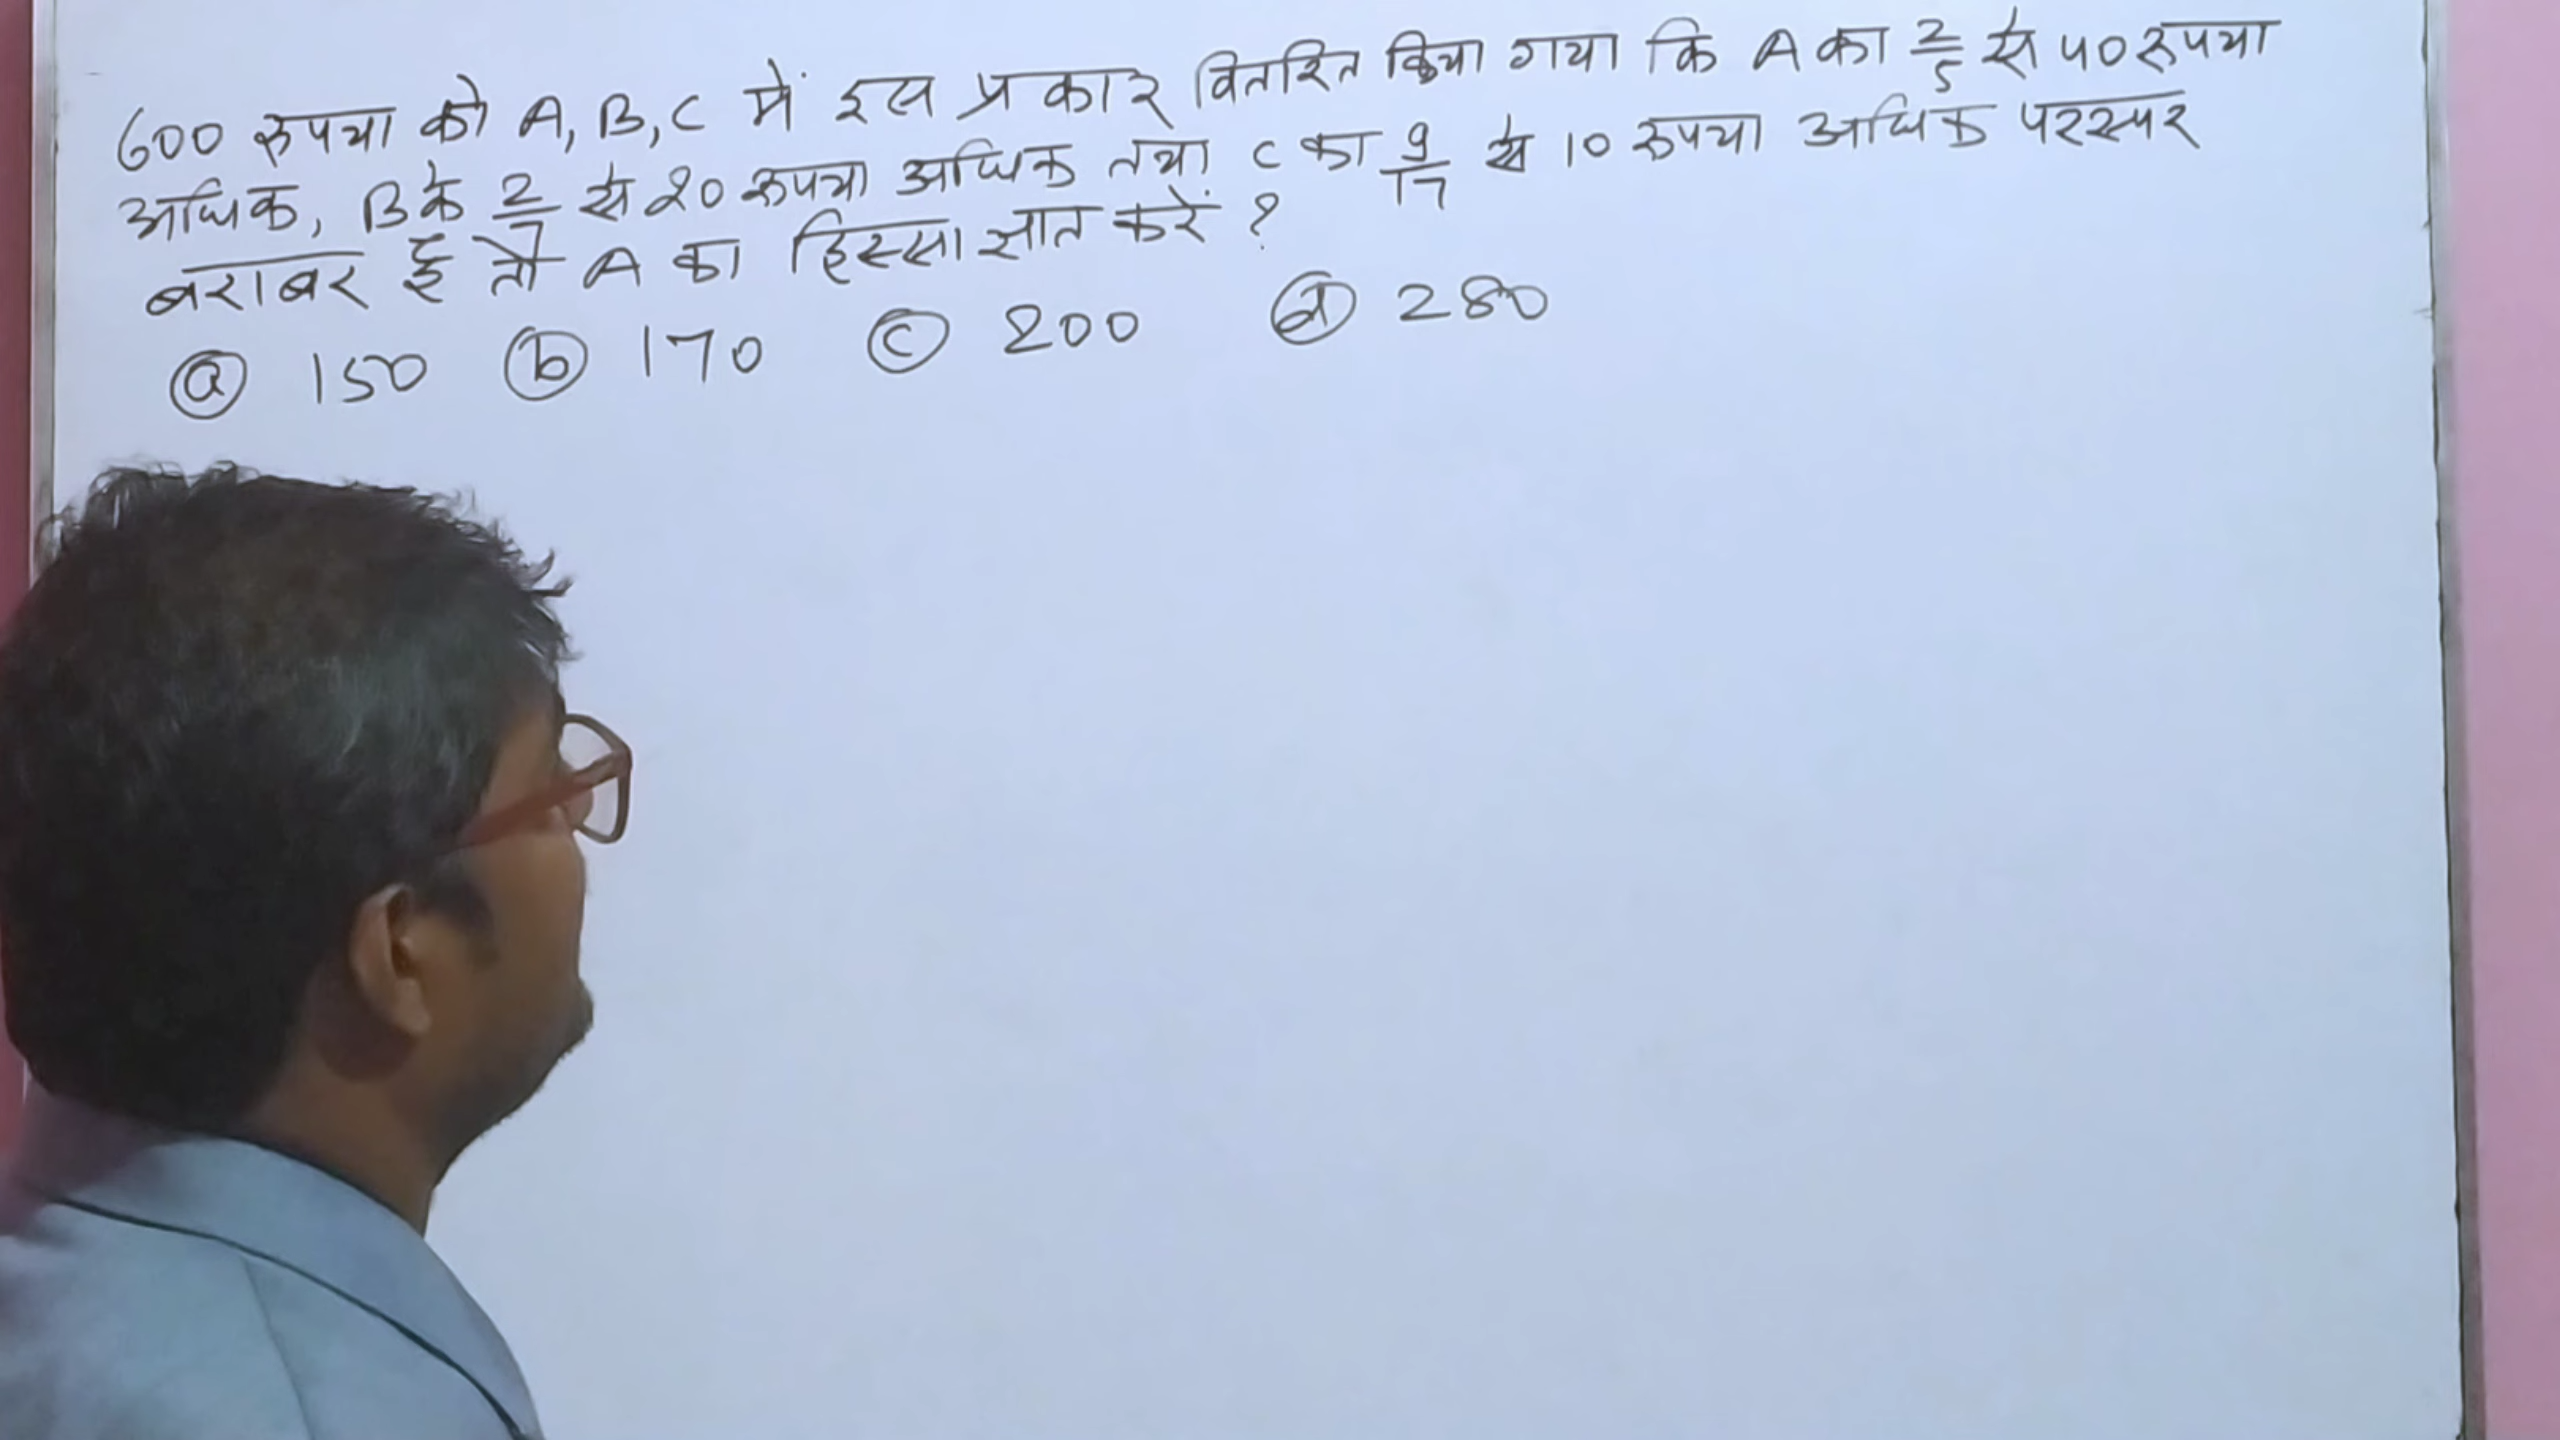 600 रुपया को A, B, C में इस प्रकार वितरित किया गया कि A का 2/5 से 40 रुपया
अधिक, B के 2/7 से 20 रुपया अधिक तथा C का 9/17 से 10 रुपया अधिक परस्पर
बराबर है तो A का हिस्सा ज्ञात करें ?
ⓐ 150 ⓑ 170 ⓒ 200 ⓓ 280